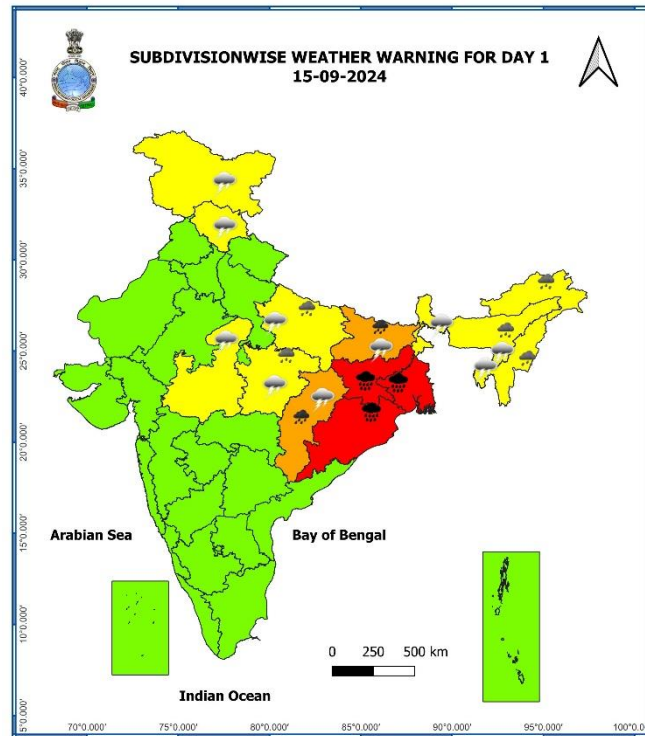 SUBDIVISIONWISE WEATHER WARNING FOR DAY 1
15-09-2024
40°0.000'
35°0.000'
30°0.000'
25°0.000'
20°0.000'
15°0.000'
10°0.000'
5°0.000'
Arabian Sea
Bay of Bengal
0 250 500 km
Indian Ocean
70°0.000' 75°0.000' 80°0.000' 85°0.000' 90°0.000' 95°0.000' 100°0.0